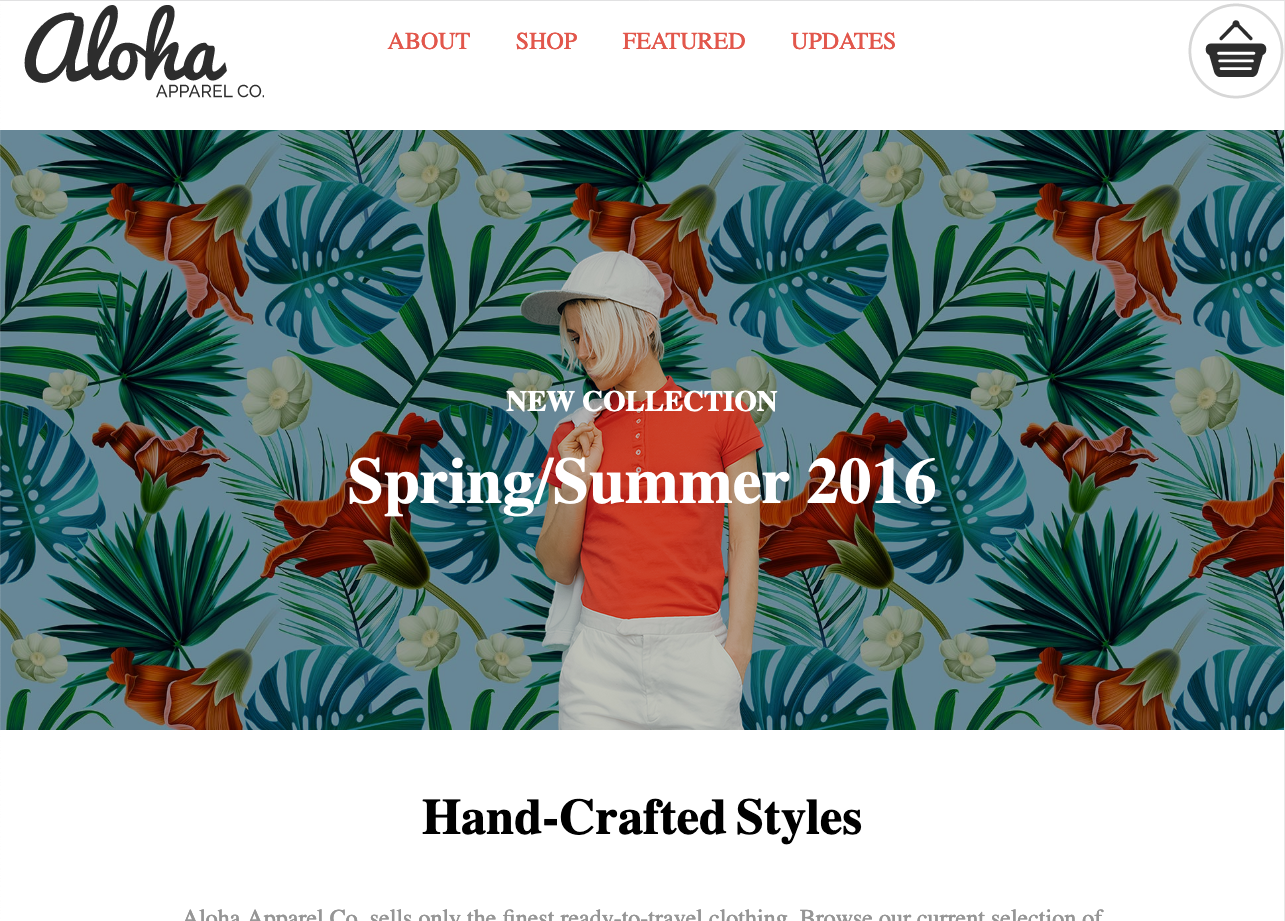 Aloha
APPAREL CO.
ABOUT SHOP FEATURED UPDATES
NEW COLLECTION
Spring/Summer 2016
Hand-Crafted Styles
Aloha Apparel Co. sells only the finest ready-to-travel clothing. Browse our current selection of